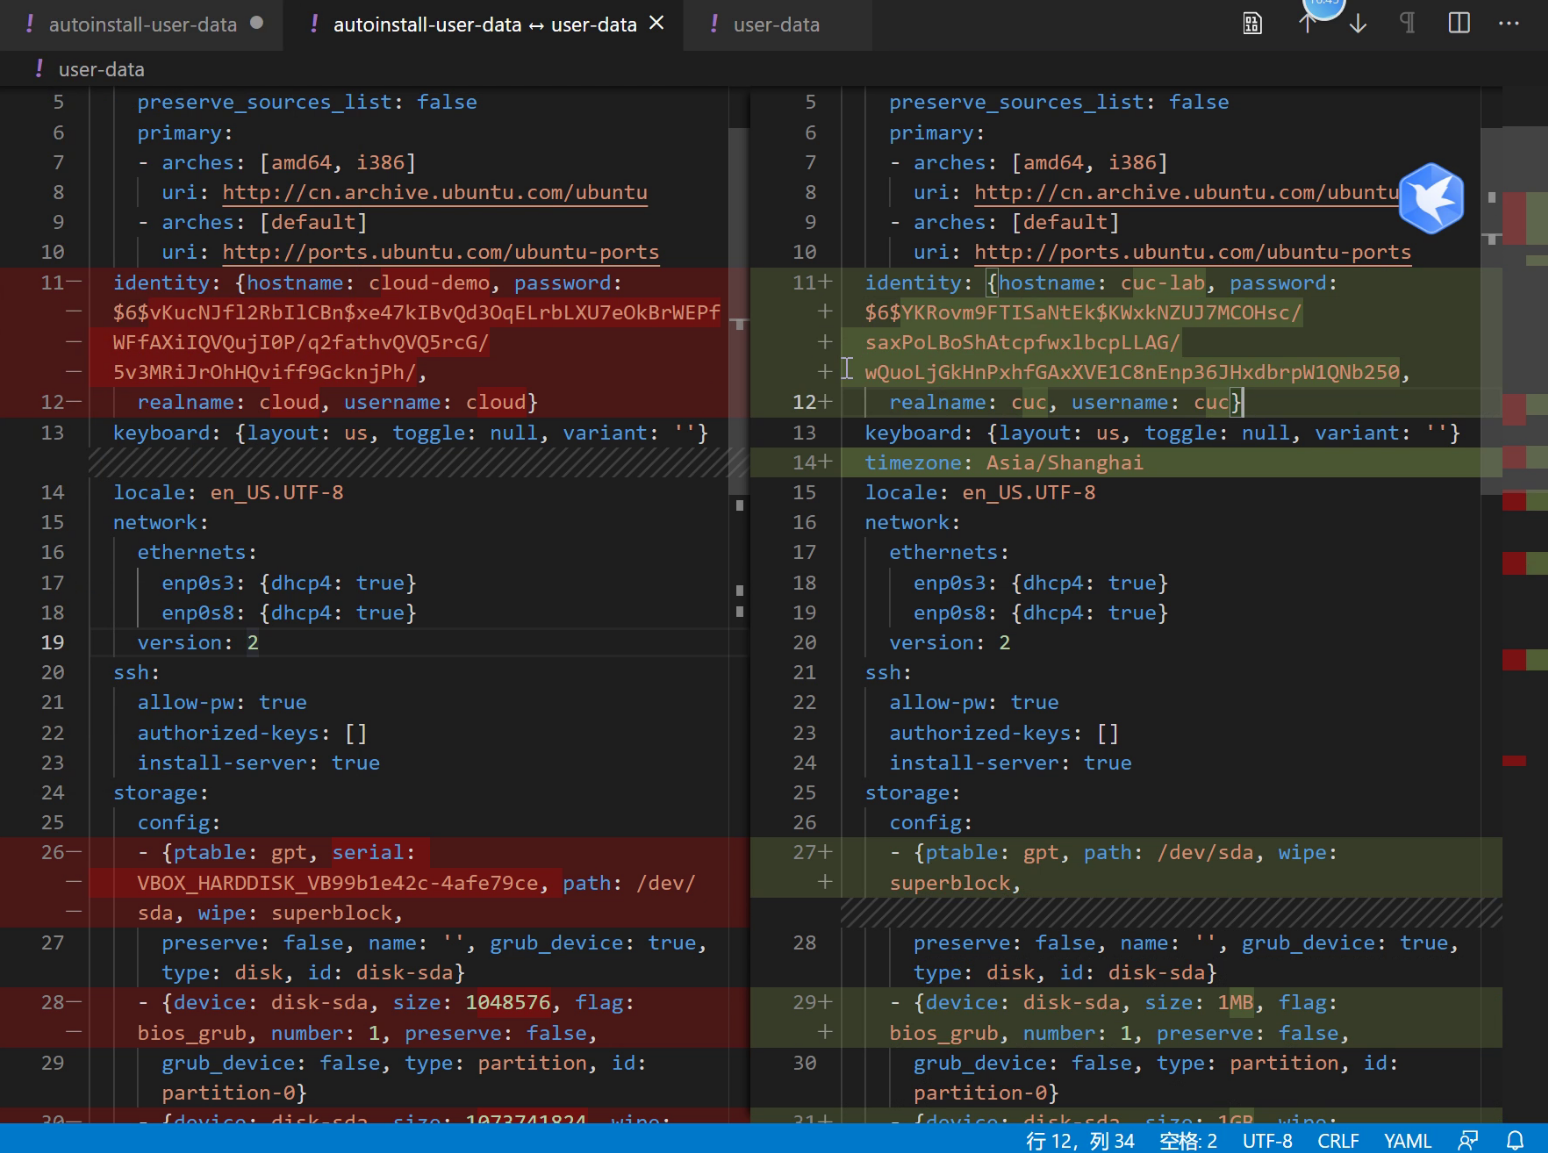 ! autoinstall-user-data ●
! autoinstall-user-data ↔ user-data ×
! user-data
! user-data
5 preserve_sources_list: false
6 primary:
7 - arches: [amd64, i386]
8 uri: http://cn.archive.ubuntu.com/ubuntu
9 - arches: [default]
10 uri: http://ports.ubuntu.com/ubuntu-ports
11— identity: {hostname: cloud-demo, password:
— $6$vKucNJfl2RbIlCBn$xe47kIBvQd3OqELrbLXU7eOkBrWEPf
— WFfAXiIQVQujI0P/q2fathvQVQ5rcG/
— 5v3MRiJrOhHQviff9GcknjPh/,
12— realname: cloud, username: cloud}
13 keyboard: {layout: us, toggle: null, variant: ''}
14 locale: en_US.UTF-8
15 network:
16 ethernets:
17 enp0s3: {dhcp4: true}
18 enp0s8: {dhcp4: true}
19 version: 2
20 ssh:
21 allow-pw: true
22 authorized-keys: []
23 install-server: true
24 storage:
25 config:
26— - {ptable: gpt, serial:
— VBOX_HARDDISK_VB99b1e42c-4afe79ce, path: /dev/
— sda, wipe: superblock,
27 preserve: false, name: '', grub_device: true,
type: disk, id: disk-sda}
28— - {device: disk-sda, size: 1048576, flag:
— bios_grub, number: 1, preserve: false,
29 grub_device: false, type: partition, id:
partition-0}
30— - {device: disk-sda, size: 1073741824, wipe:
5 preserve_sources_list: false
6 primary:
7 - arches: [amd64, i386]
8 uri: http://cn.archive.ubuntu.com/ubuntu
9 - arches: [default]
10 uri: http://ports.ubuntu.com/ubuntu-ports
11+ identity: {hostname: cuc-lab, password:
+ $6$YKRovm9FTISaNtEk$KWxkNZUJ7MCOHsc/
+ saxPoLBoShAtcpfwxlbcpLLAG/
+ wQuoLjGkHnPxhfGAxXVE1C8nEnp36JHxdbrpW1QNb250,
12+ realname: cuc, username: cuc}
13 keyboard: {layout: us, toggle: null, variant: ''}
14+ timezone: Asia/Shanghai
15 locale: en_US.UTF-8
16 network:
17 ethernets:
18 enp0s3: {dhcp4: true}
19 enp0s8: {dhcp4: true}
20 version: 2
21 ssh:
22 allow-pw: true
23 authorized-keys: []
24 install-server: true
25 storage:
26 config:
27+ - {ptable: gpt, path: /dev/sda, wipe:
+ superblock,
28 preserve: false, name: '', grub_device: true,
type: disk, id: disk-sda}
29+ - {device: disk-sda, size: 1MB, flag:
+ bios_grub, number: 1, preserve: false,
30 grub_device: false, type: partition, id:
partition-0}
31+ - {device: disk-sda, size: 1GB, wipe:
行 12，列 34 空格: 2 UTF-8 CRLF YAML